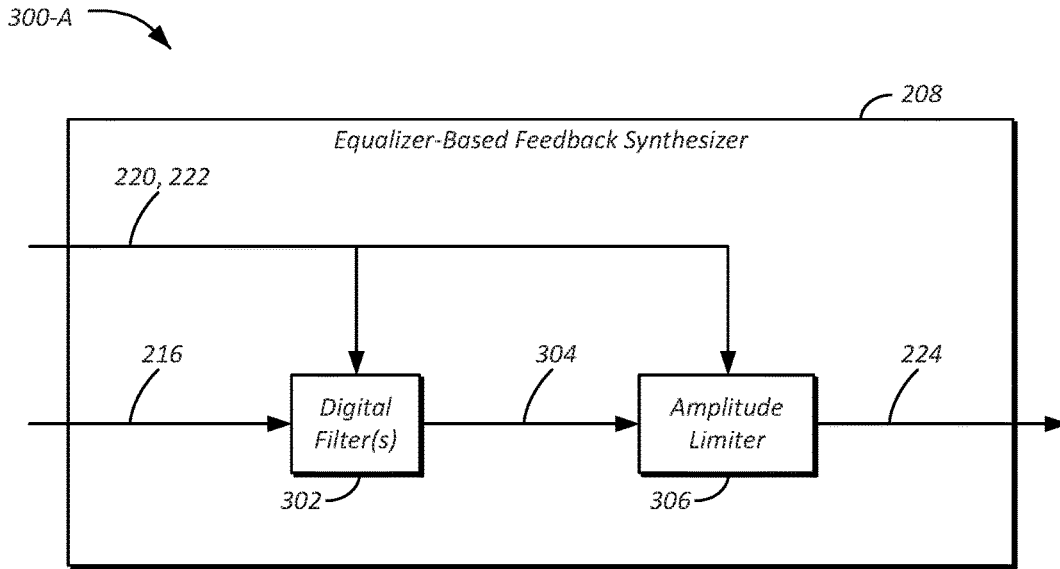 300-A
208
Equalizer-Based Feedback Synthesizer
220, 222
216
304
224
Digital
Filter(s)
Amplitude
Limiter
302
306